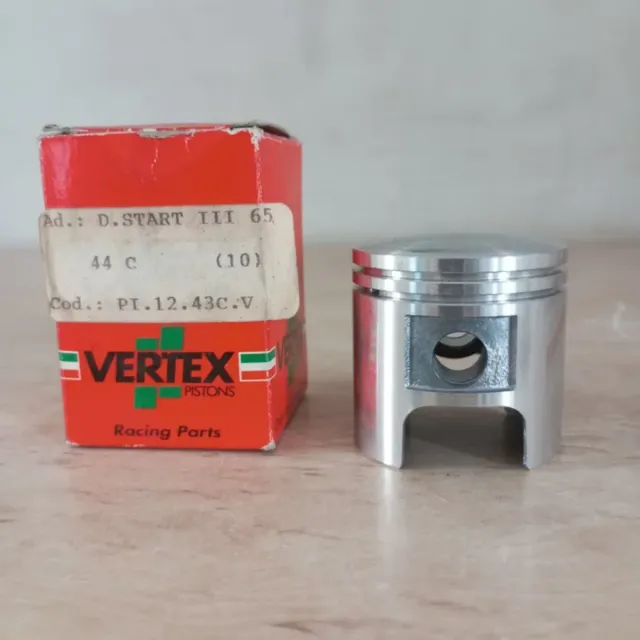 Ad.: D.START III 65
44 C (10)
Cod.: PI.12.43C.V
VERTEX
PISTONS
Racing Parts